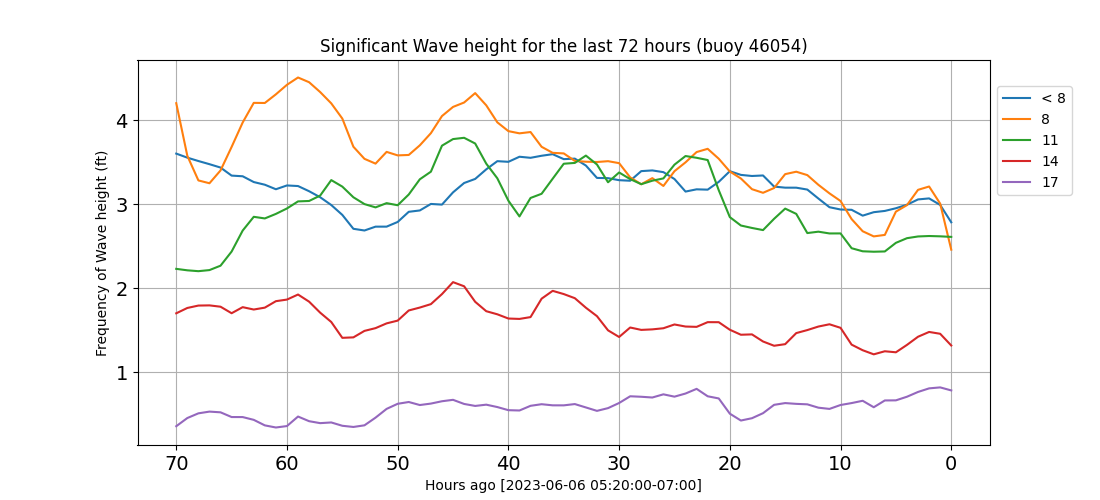 Significant Wave height for the last 72 hours (buoy 46054)
Frequency of Wave height (ft)
4
3
2
1
70 60 50 40 30 20 10 0
Hours ago [2023-06-06 05:20:00-07:00]
< 8
8
11
14
17